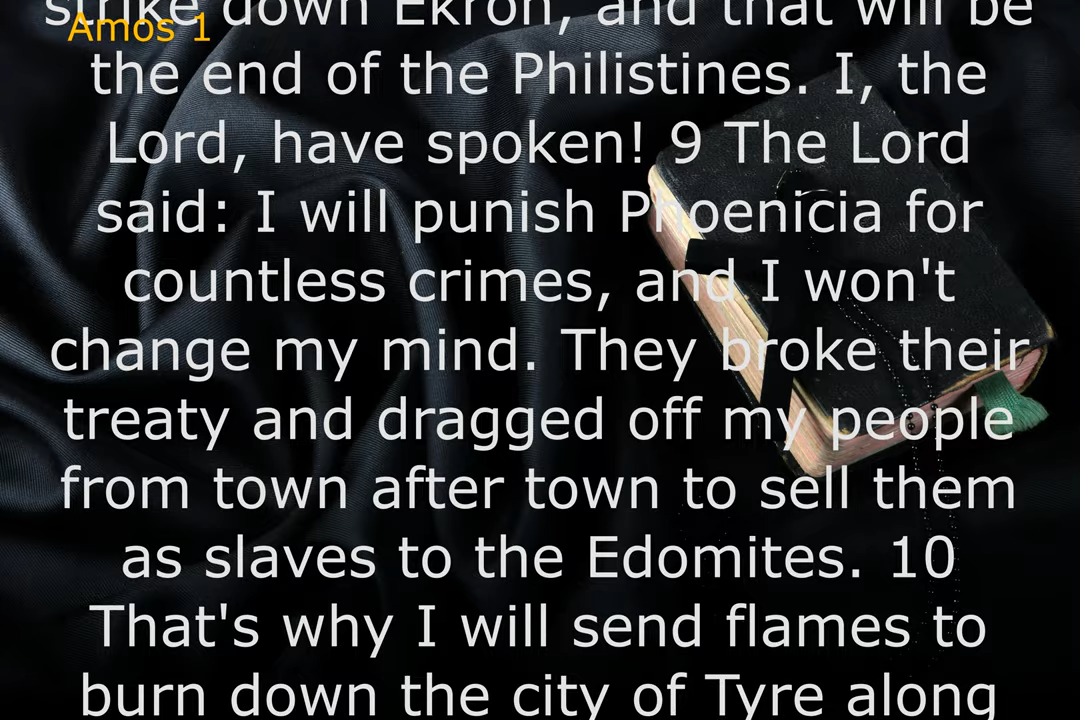 strike down Ekron, and that will be
Amos 1
the end of the Philistines. I, the
Lord, have spoken! 9 The Lord
said: I will punish Phoenicia for
countless crimes, and I won't
change my mind. They broke their
treaty and dragged off my people
from town after town to sell them
as slaves to the Edomites. 10
That's why I will send flames to
burn down the city of Tyre along